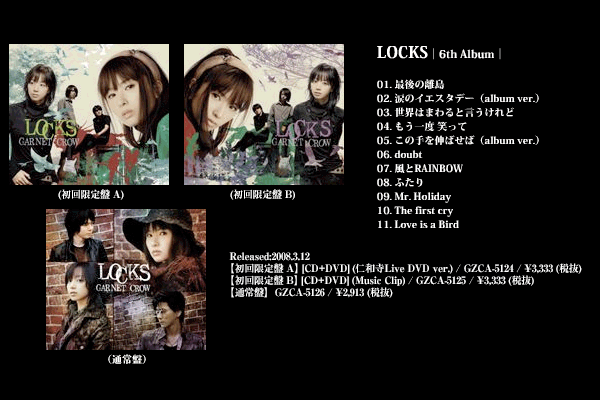 LOCKS
GARNET CROW
(初回限定盤 A)
LOCKS
GARNET CROW
(初回限定盤 B)
LOCKS
GARNET CROW
(通常盤)
LOCKS | 6th Album |
01. 最後の離島
02. 涙のイエスタデー (album ver.)
03. 世界はまわると言うけれど
04. もう一度 笑って
05. この手を伸ばせば (album ver.)
06. doubt
07. 風とRAINBOW
08. ふたり
09. Mr. Holiday
10. The first cry
11. Love is a Bird
Released:2008.3.12
【初回限定盤 A】[CD+DVD] (仁和寺Live DVD ver.) / GZCA-5124 / ¥3,333 (税抜)
【初回限定盤 B】[CD+DVD] (Music Clip) / GZCA-5125 / ¥3,333 (税抜)
【通常盤】 GZCA-5126 / ¥2,913 (税抜)